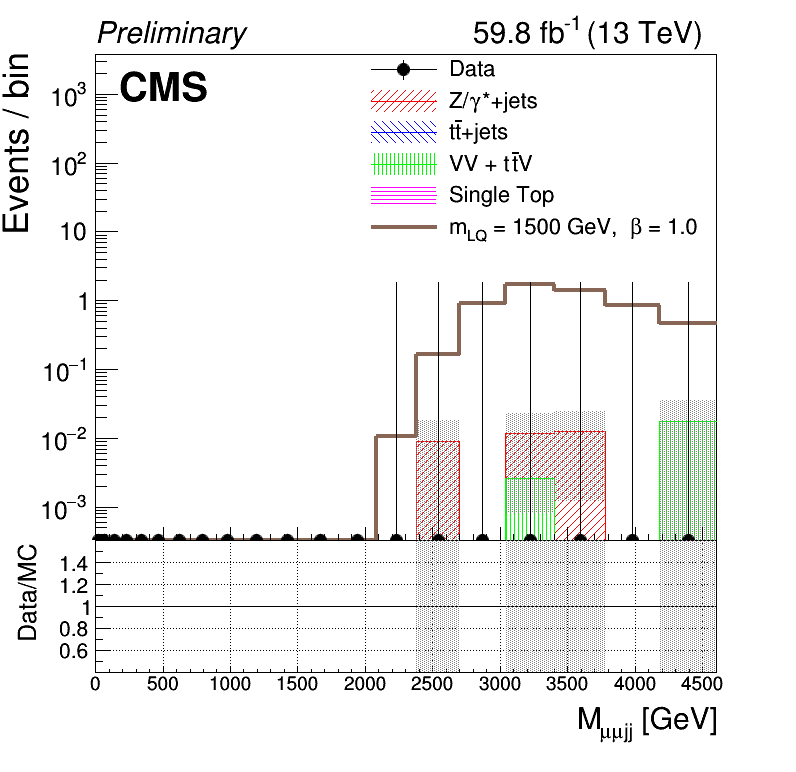 Preliminary 59.8 fb⁻¹ (13 TeV)
CMS
Data
Z/γ*+jets
tt̄+jets
VV + tt̄V
Single Top
m_LQ = 1500 GeV, β = 1.0
Events / bin
10³
10²
10
1
10⁻¹
10⁻²
10⁻³
Data/MC
1.4
1.2
1
0.8
0.6
0 500 1000 1500 2000 2500 3000 3500 4000 4500
M_μμjj [GeV]